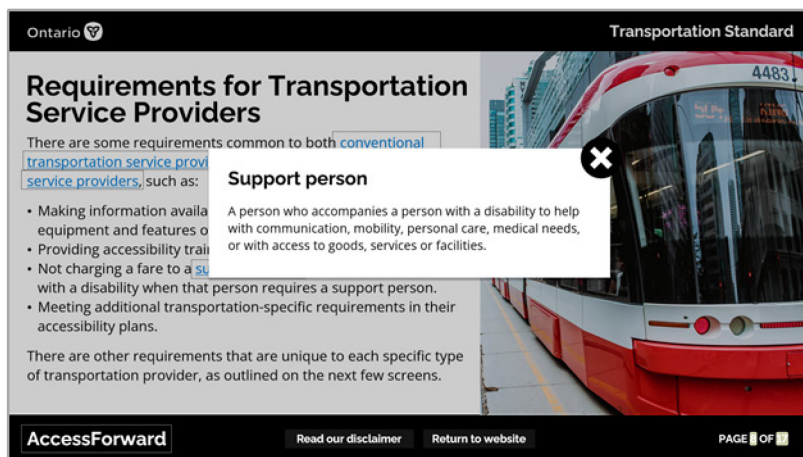 Ontario
Transportation Standard
Requirements for Transportation
Service Providers
There are some requirements common to both conventional
transportation service provi
service providers, such as:
• Making information availa
equipment and features o
• Providing accessibility trai
• Not charging a fare to a su
with a disability when that person requires a support person.
• Meeting additional transportation-specific requirements in their
accessibility plans.
There are other requirements that are unique to each specific type
of transportation provider, as outlined on the next few screens.
Support person
A person who accompanies a person with a disability to help
with communication, mobility, personal care, medical needs,
or with access to goods, services or facilities.
4483
AccessForward
Read our disclaimer
Return to website
PAGE 8 OF 17